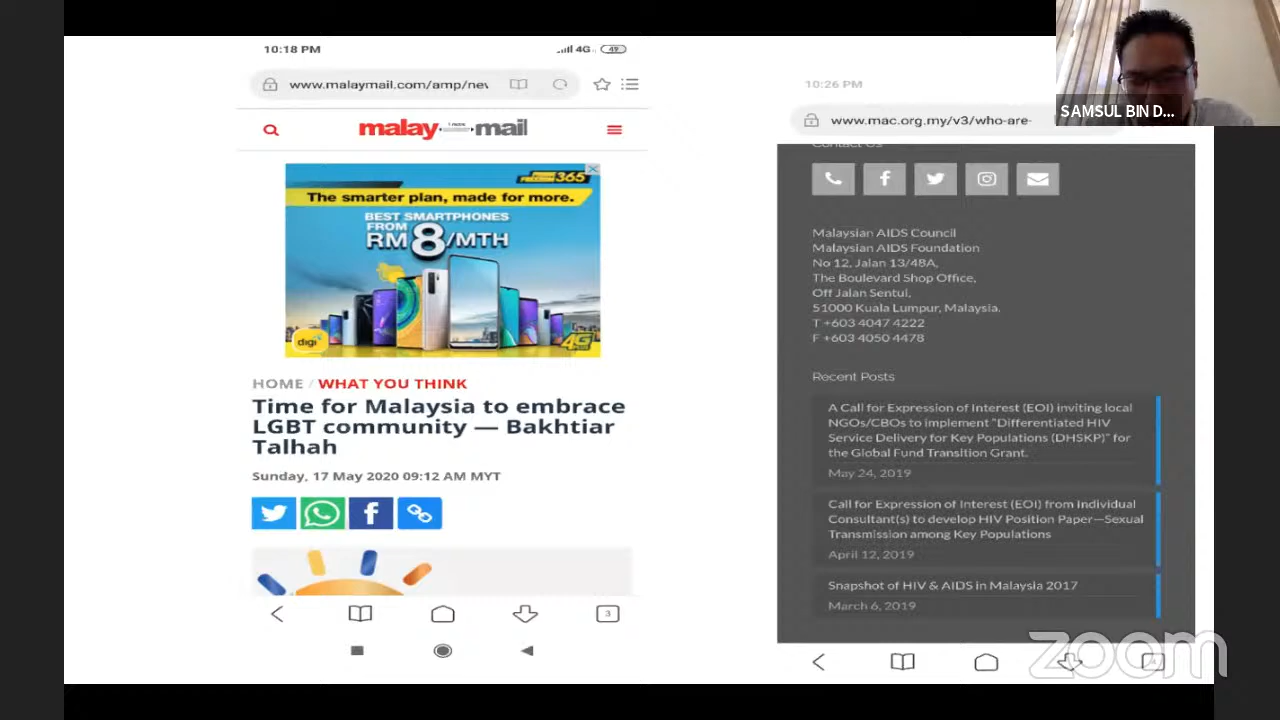 10:18 PM
4G
49
www.malaymail.com/amp/nev
malay mail
365
The smarter plan, made for more.
BEST SMARTPHONES
FROM
RM8/MTH
digi
4G
HOME / WHAT YOU THINK
Time for Malaysia to embrace
LGBT community — Bakhtiar
Talhah
Sunday, 17 May 2020 09:12 AM MYT
3
10:26 PM
www.mac.org.my/v3/who-are-
Contact Us
Malaysian AIDS Council
Malaysian AIDS Foundation
No 12, Jalan 13/48A,
The Boulevard Shop Office,
Off Jalan Sentul,
51000 Kuala Lumpur, Malaysia.
T +603 4047 4222
F +603 4050 4478
Recent Posts
A Call for Expression of Interest (EOI) inviting local
NGOs/CBOs to implement “Differentiated HIV
Service Delivery for Key Populations (DHSKP)” for
the Global Fund Transition Grant.
May 24, 2019
Call for Expression of Interest (EOI) from Individual
Consultant(s) to develop HIV Position Paper—Sexual
Transmission among Key Populations
April 12, 2019
Snapshot of HIV & AIDS in Malaysia 2017
March 6, 2019
SAMSUL BIN D...
zoom